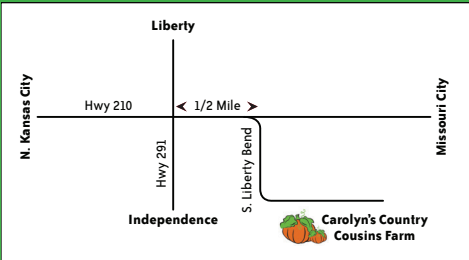 Liberty
N. Kansas City
Hwy 210
1/2 Mile
Missouri City
Hwy 291
S. Liberty Bend
Independence
Carolyn's Country
Cousins Farm